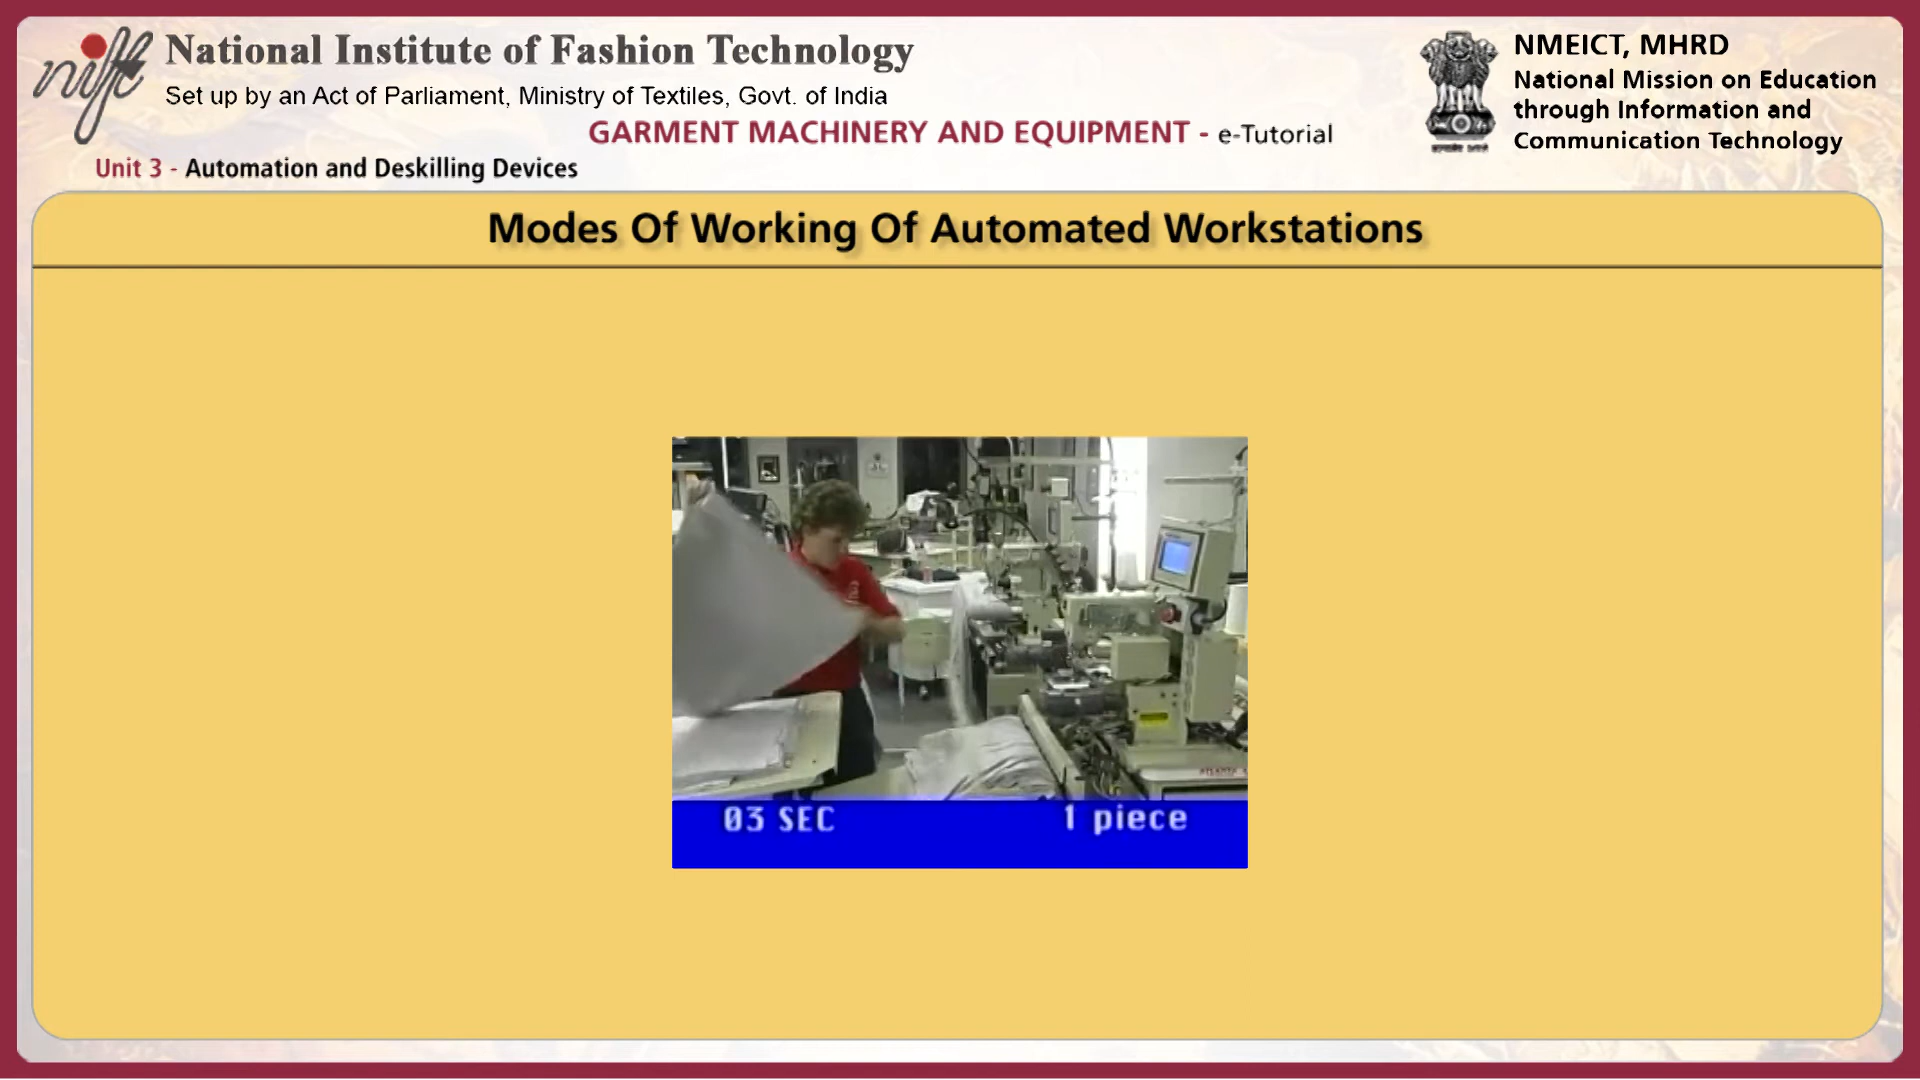 nift
National Institute of Fashion Technology
Set up by an Act of Parliament, Ministry of Textiles, Govt. of India
GARMENT MACHINERY AND EQUIPMENT - e-Tutorial
Unit 3 - Automation and Deskilling Devices
NMEICT, MHRD
National Mission on Education
through Information and
Communication Technology
Modes Of Working Of Automated Workstations
03 SEC
1 piece